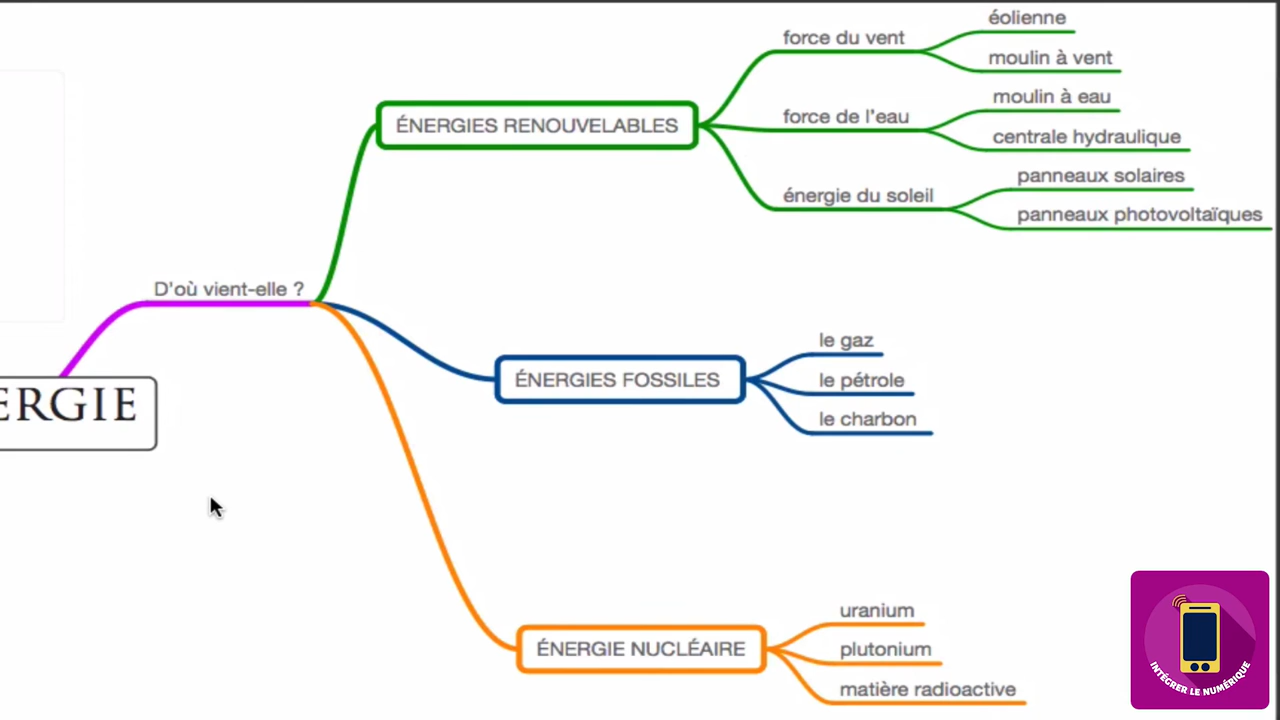 éolienne
force du vent
moulin à vent
moulin à eau
ÉNERGIES RENOUVELABLES
force de l'eau
centrale hydraulique
panneaux solaires
énergie du soleil
panneaux photovoltaïques
D'où vient-elle ?
le gaz
ÉNERGIES FOSSILES
le pétrole
ERGIE
le charbon
uranium
ÉNERGIE NUCLÉAIRE
plutonium
matière radioactive
INTÉGRER LE NUMÉRIQUE